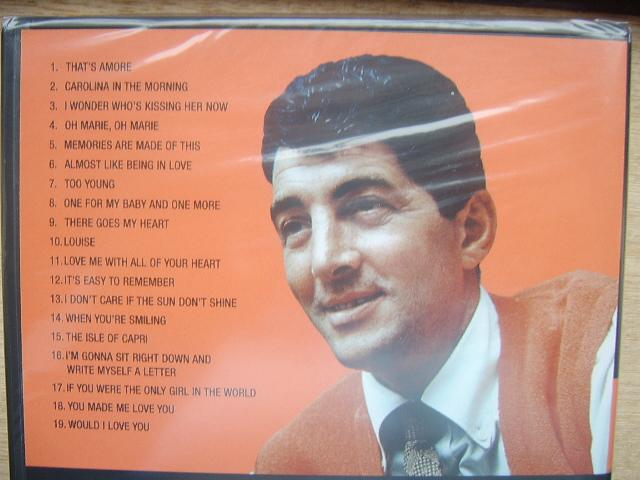 1. THAT'S AMORE
2. CAROLINA IN THE MORNING
3. I WONDER WHO'S KISSING HER NOW
4. OH MARIE, OH MARIE
5. MEMORIES ARE MADE OF THIS
6. ALMOST LIKE BEING IN LOVE
7. TOO YOUNG
8. ONE FOR MY BABY AND ONE MORE
9. THERE GOES MY HEART
10. LOUISE
11. LOVE ME WITH ALL OF YOUR HEART
12. IT'S EASY TO REMEMBER
13. I DON'T CARE IF THE SUN DON'T SHINE
14. WHEN YOU'RE SMILING
15. THE ISLE OF CAPRI
16. I'M GONNA SIT RIGHT DOWN AND
WRITE MYSELF A LETTER
17. IF YOU WERE THE ONLY GIRL IN THE WORLD
18. YOU MADE ME LOVE YOU
19. WOULD I LOVE YOU